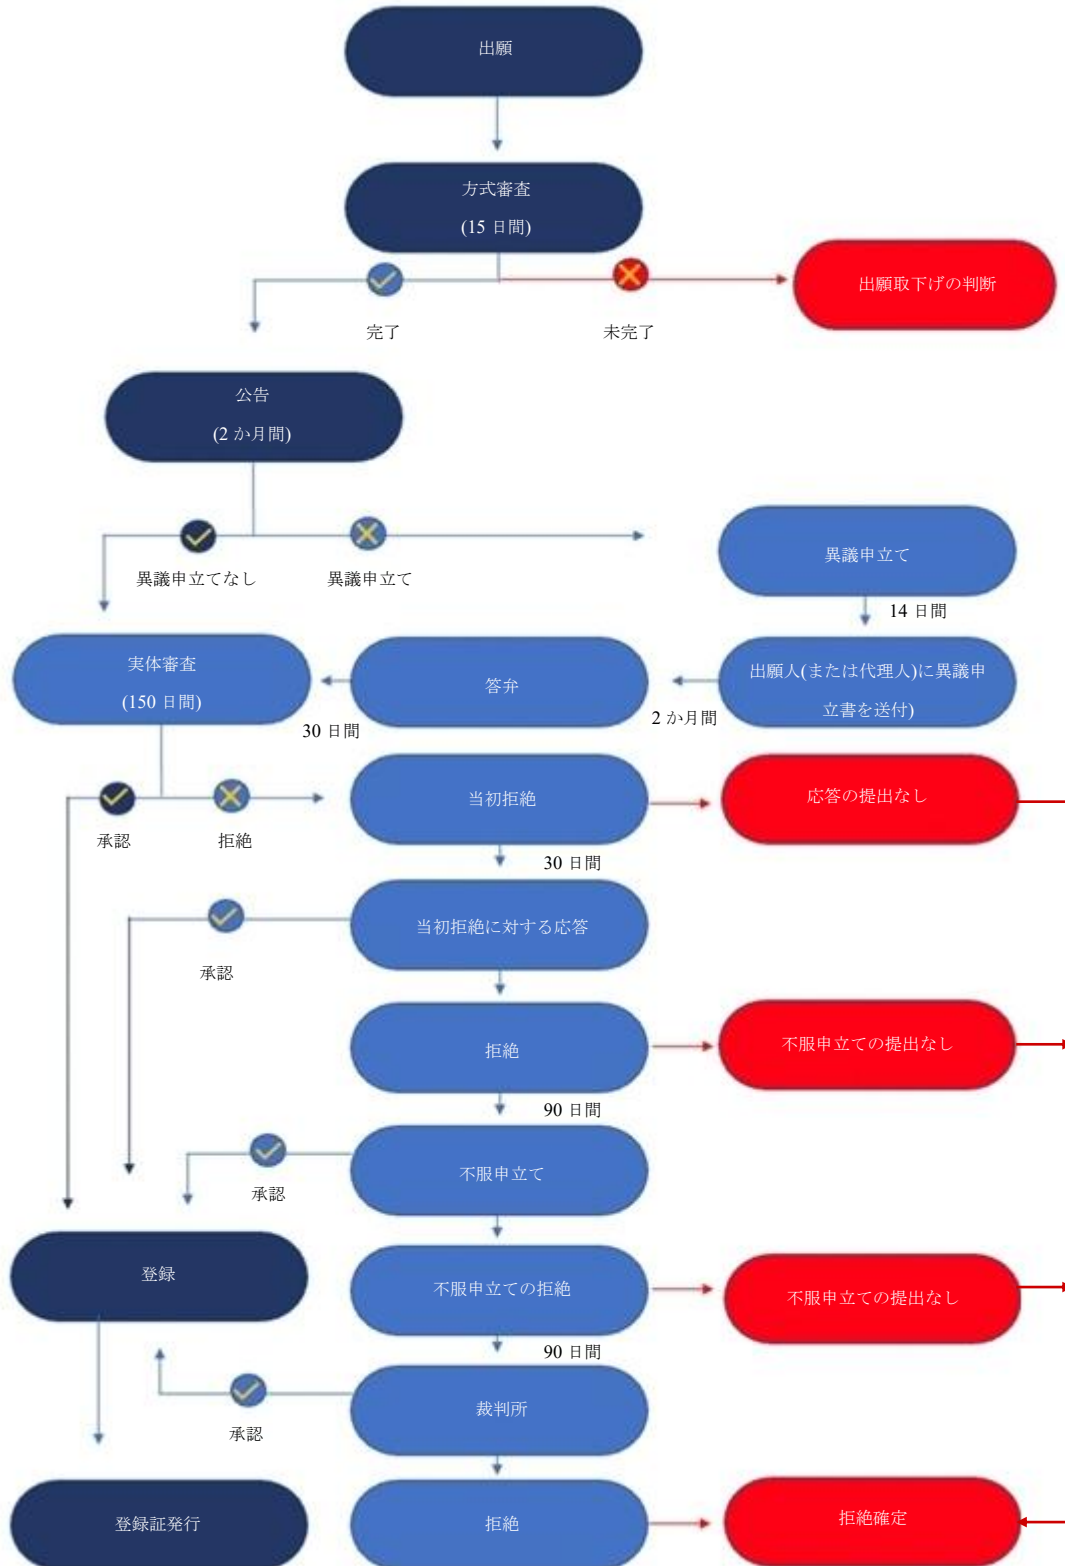 出願
方式審査
(15 日間)
出願取下げの判断
完了
未完了
公告
(2 か月間)
異議申立て
異議申立てなし
異議申立て
14 日間
実体審査
(150 日間)
答弁
出願人(または代理人)に異議申
立書を送付)
30 日間
2 か月間
当初拒絶
応答の提出なし
承認
拒絶
30 日間
当初拒絶に対する応答
承認
拒絶
不服申立ての提出なし
90 日間
不服申立て
承認
登録
不服申立ての拒絶
不服申立ての提出なし
90 日間
裁判所
承認
登録証発行
拒絶
拒絶確定